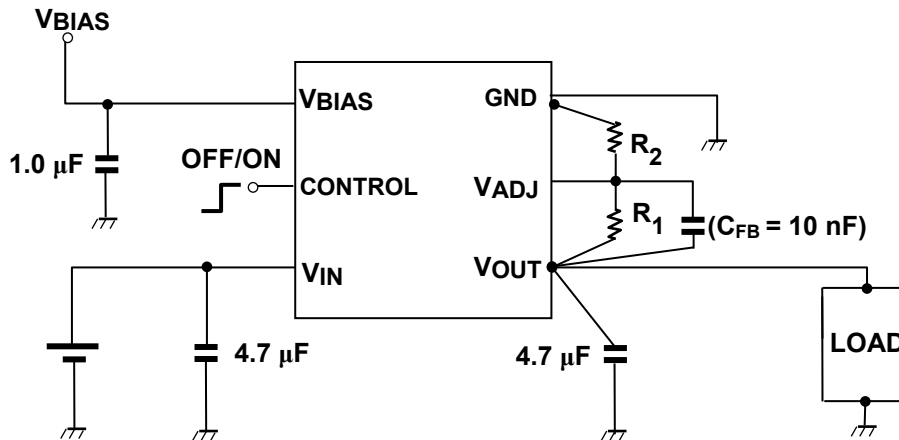 VBIAS
VBIAS
GND
1.0 µF
OFF/ON
CONTROL
R2
VADJ
R1
(CFB = 10 nF)
VIN
VOUT
4.7 µF
4.7 µF
LOAD